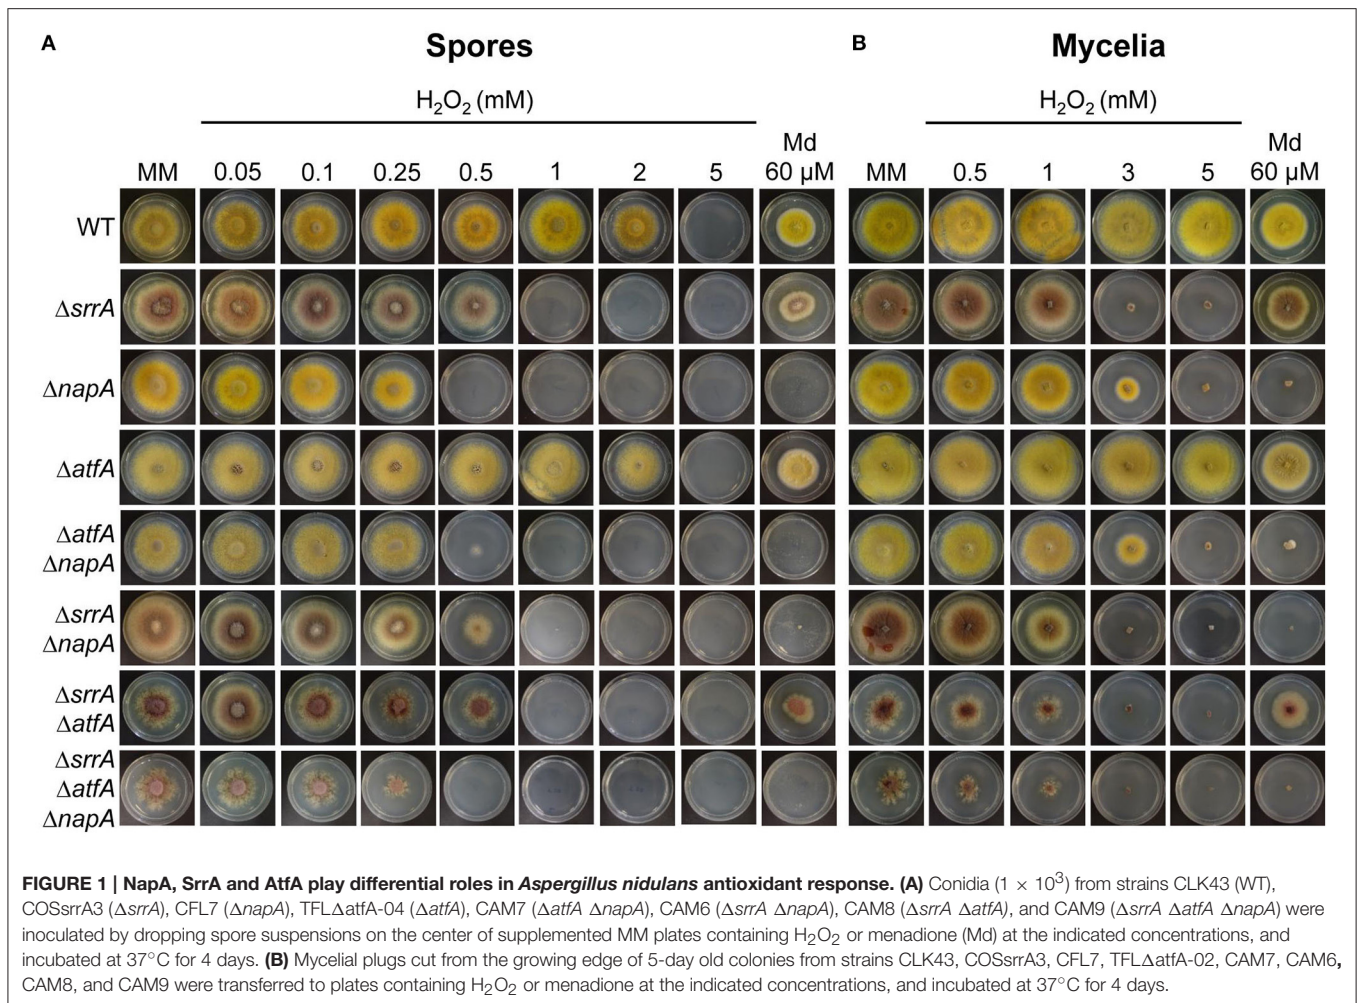 A
Spores
B
Mycelia
H₂O₂ (mM)
H₂O₂ (mM)
MM 0.05 0.1 0.25 0.5 1 2 5 Md 60 µM MM 0.5 1 3 5 Md 60 µM
WT
ΔsrrA
ΔnapA
ΔatfA
ΔatfA
ΔnapA
ΔsrrA
ΔnapA
ΔsrrA
ΔatfA
ΔsrrA
ΔatfA
ΔnapA
FIGURE 1 | NapA, SrrA and AtfA play differential roles in Aspergillus nidulans antioxidant response. (A) Conidia (1 × 10³) from strains CLK43 (WT),
COSsrrA3 (ΔsrrA), CFL7 (ΔnapA), TFLΔatfA-04 (ΔatfA), CAM7 (ΔatfA ΔnapA), CAM6 (ΔsrrA ΔnapA), CAM8 (ΔsrrA ΔatfA), and CAM9 (ΔsrrA ΔatfA ΔnapA) were
inoculated by dropping spore suspensions on the center of supplemented MM plates containing H₂O₂ or menadione (Md) at the indicated concentrations, and
incubated at 37°C for 4 days. (B) Mycelial plugs cut from the growing edge of 5-day old colonies from strains CLK43, COSsrrA3, CFL7, TFLΔatfA-02, CAM7, CAM6,
CAM8, and CAM9 were transferred to plates containing H₂O₂ or menadione at the indicated concentrations, and incubated at 37°C for 4 days.